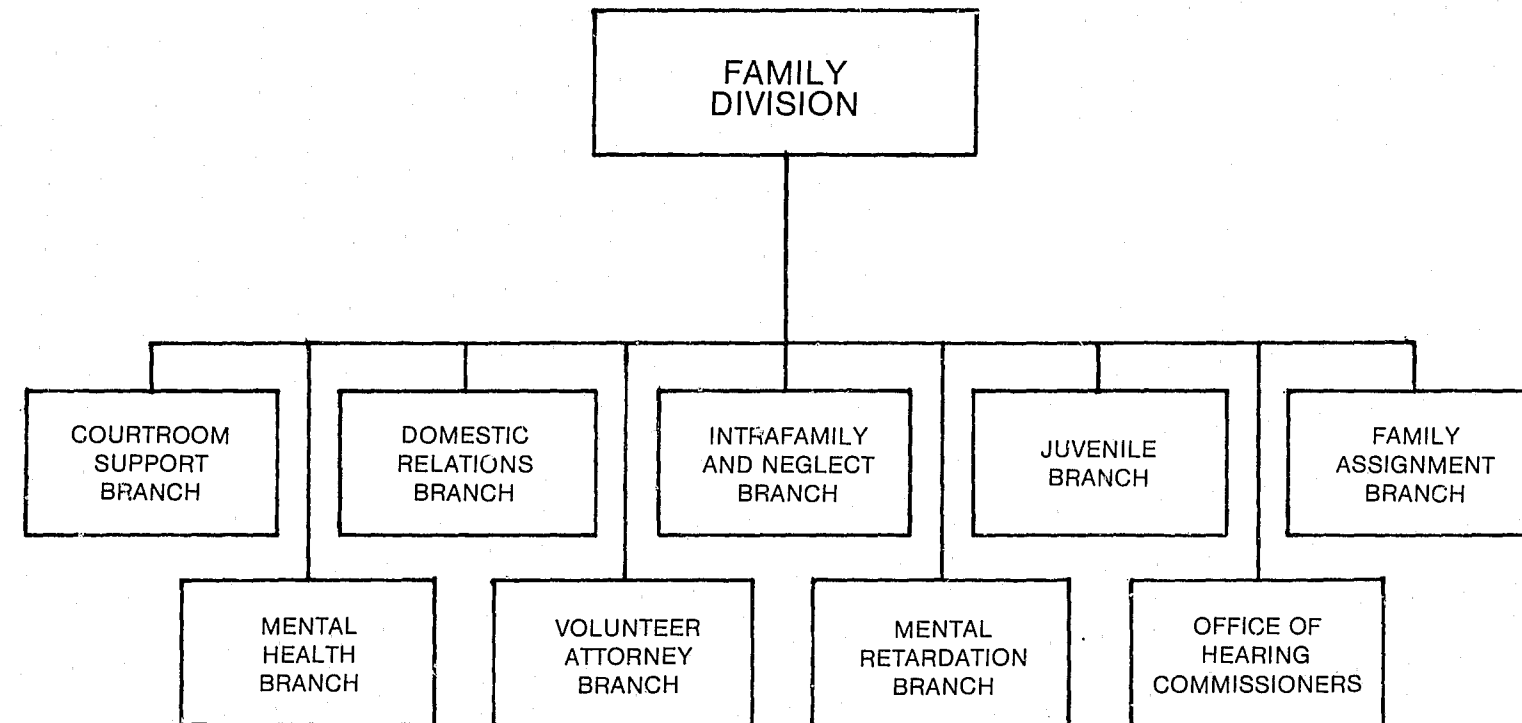 FAMILY
DIVISION
COURTROOM
SUPPORT
BRANCH
DOMESTIC
RELATIONS
BRANCH
INTRAFAMILY
AND NEGLECT
BRANCH
JUVENILE
BRANCH
FAMILY
ASSIGNMENT
BRANCH
MENTAL
HEALTH
BRANCH
VOLUNTEER
ATTORNEY
BRANCH
MENTAL
RETARDATION
BRANCH
OFFICE OF
HEARING
COMMISSIONERS